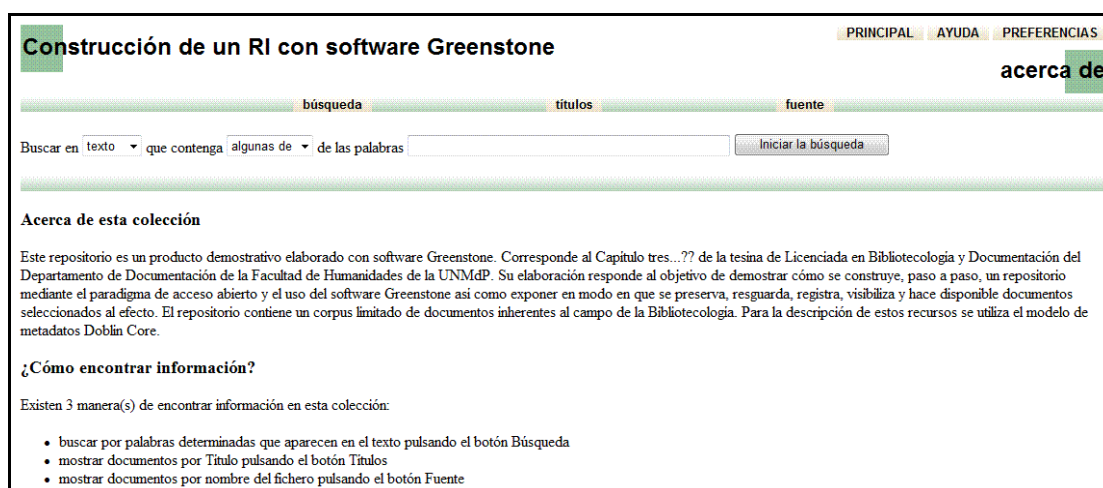 Construcción de un RI con software Greenstone
PRINCIPAL AYUDA PREFERENCIAS
acerca de
búsqueda títulos fuente
Buscar en texto que contenga algunas de de las palabras Iniciar la búsqueda
Acerca de esta colección
Este repositorio es un producto demostrativo elaborado con software Greenstone. Corresponde al Capítulo tres...?? de la tesina de Licenciada en Bibliotecología y Documentación del
Departamento de Documentación de la Facultad de Humanidades de la UNMdP. Su elaboración responde al objetivo de demostrar cómo se construye, paso a paso, un repositorio
mediante el paradigma de acceso abierto y el uso del software Greenstone así como exponer en modo en que se preserva, resguarda, registra, visibiliza y hace disponible documentos
seleccionados al efecto. El repositorio contiene un corpus limitado de documentos inherentes al campo de la Bibliotecología. Para la descripción de estos recursos se utiliza el modelo de
metadatos Doblin Core.
¿Cómo encontrar información?
Existen 3 manera(s) de encontrar información en esta colección:
• buscar por palabras determinadas que aparecen en el texto pulsando el botón Búsqueda
• mostrar documentos por Título pulsando el botón Títulos
• mostrar documentos por nombre del fichero pulsando el botón Fuente